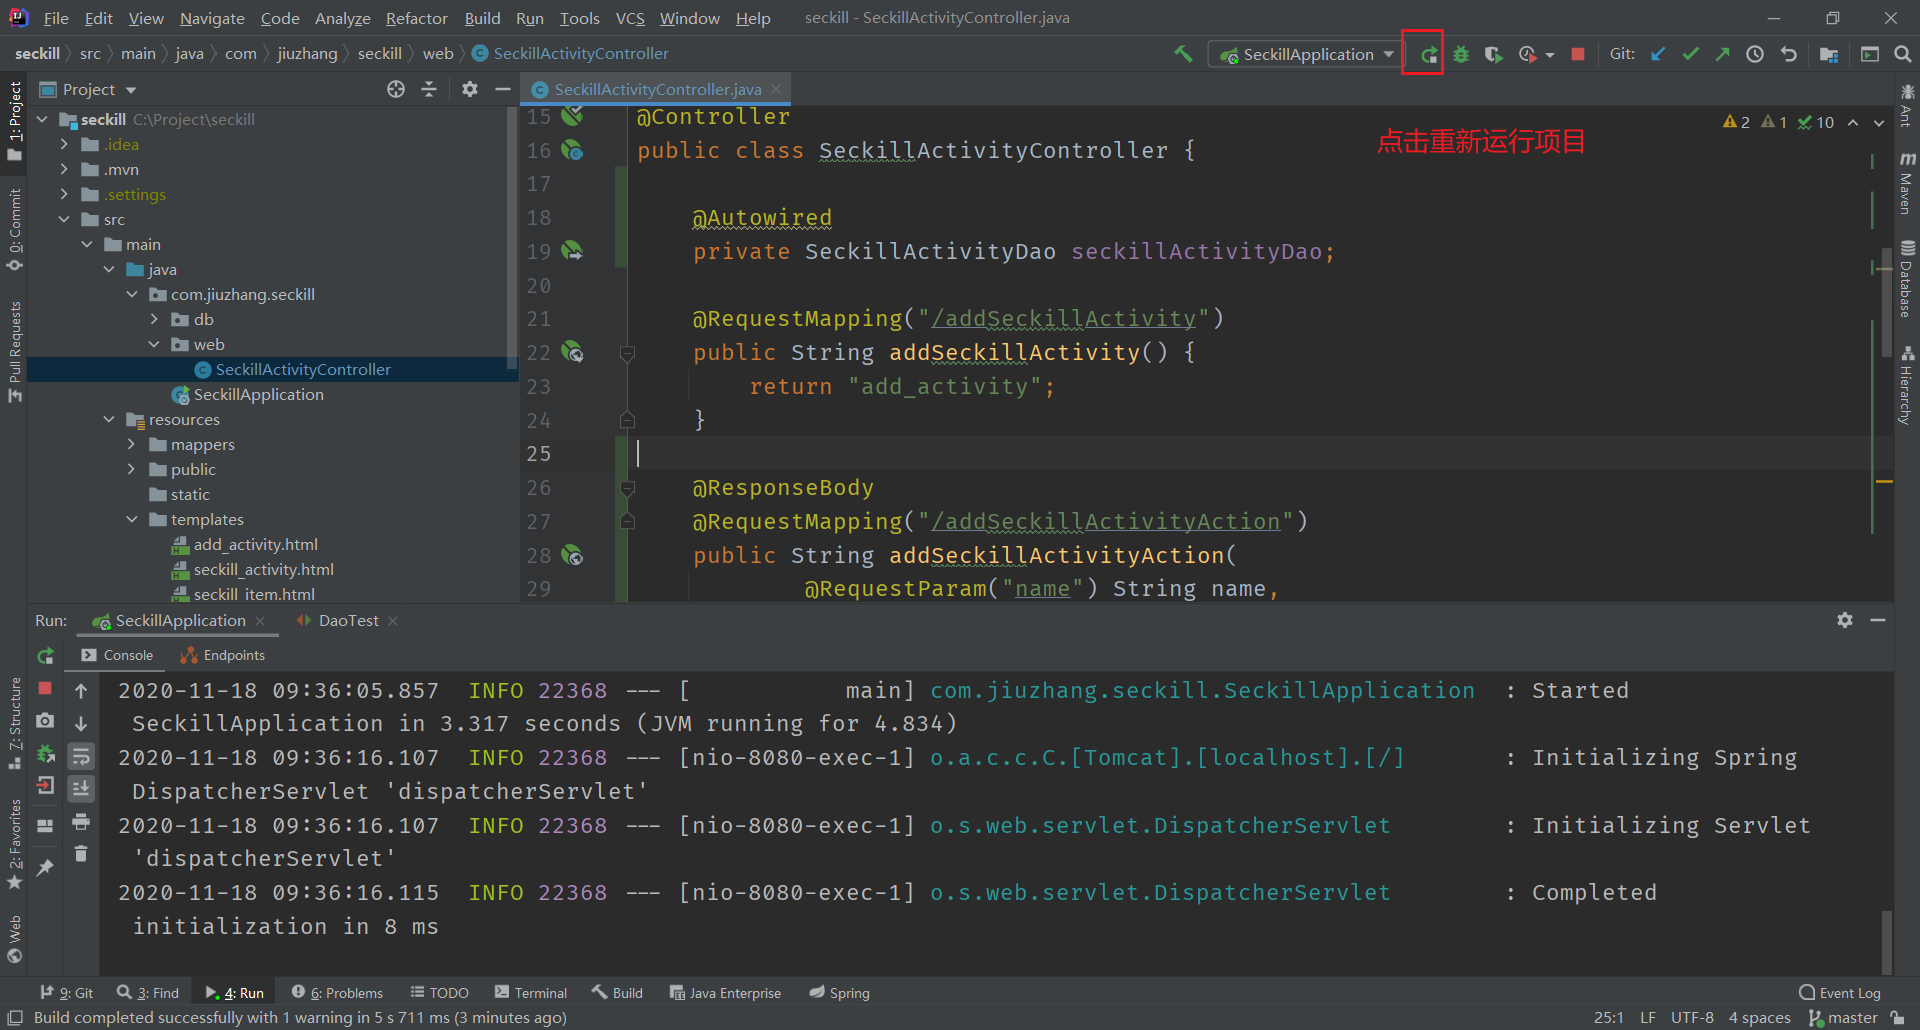 File Edit View Navigate Code Analyze Refactor Build Run Tools VCS Window Help seckill - SeckillActivityController.java
seckill src main java com jiuzhang seckill web SeckillActivityController
SeckillApplication
Git:
Project
SeckillActivityController.java
1: Project
0: Commit
Pull Requests
7: Structure
2: Favorites
Web
seckill C:\Project\seckill
.idea
.mvn
.settings
src
main
java
com.jiuzhang.seckill
db
web
SeckillActivityController
SeckillApplication
resources
mappers
public
static
templates
add_activity.html
seckill_activity.html
seckill_item.html
15 @Controller
16 public class SeckillActivityController {
17
18 @Autowired
19 private SeckillActivityDao seckillActivityDao;
20
21 @RequestMapping("/addSeckillActivity")
22 public String addSeckillActivity() {
23 return "add_activity";
24 }
25
26 @ResponseBody
27 @RequestMapping("/addSeckillActivityAction")
28 public String addSeckillActivityAction(
29 @RequestParam("name") String name,
点击重新运行项目
2 1 10
Ant
Maven
Database
Hierarchy
Run: SeckillApplication DaoTest
Console Endpoints
2020-11-18 09:36:05.857 INFO 22368 --- [ main] com.jiuzhang.seckill.SeckillApplication : Started
SeckillApplication in 3.317 seconds (JVM running for 4.834)
2020-11-18 09:36:16.107 INFO 22368 --- [nio-8080-exec-1] o.a.c.c.C.[Tomcat].[localhost].[/] : Initializing Spring
DispatcherServlet 'dispatcherServlet'
2020-11-18 09:36:16.107 INFO 22368 --- [nio-8080-exec-1] o.s.web.servlet.DispatcherServlet : Initializing Servlet
'dispatcherServlet'
2020-11-18 09:36:16.115 INFO 22368 --- [nio-8080-exec-1] o.s.web.servlet.DispatcherServlet : Completed
initialization in 8 ms
9: Git 3: Find 4: Run 6: Problems TODO Terminal Build Java Enterprise Spring Event Log
Build completed successfully with 1 warning in 5 s 711 ms (3 minutes ago) 25:1 LF UTF-8 4 spaces master